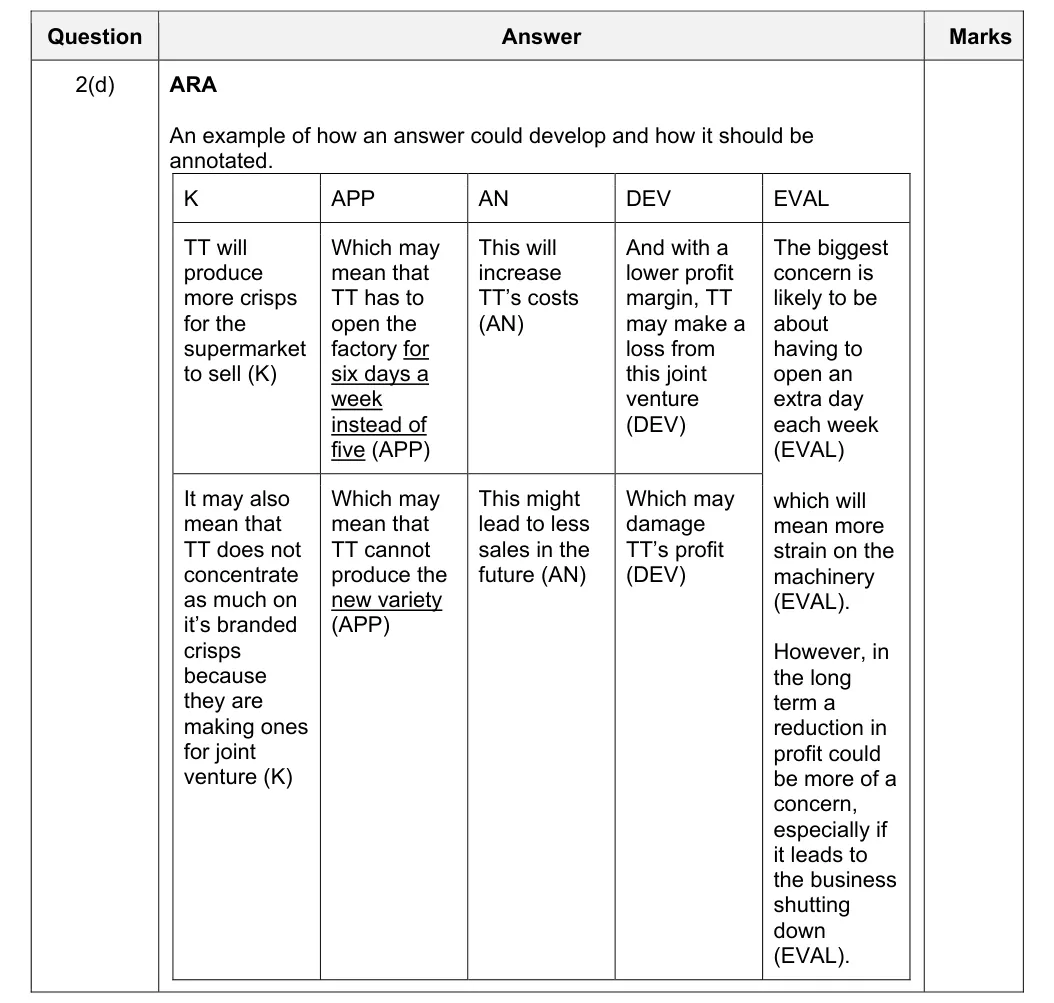 Question Answer Marks
2(d) ARA
An example of how an answer could develop and how it should be
annotated.
K APP AN DEV EVAL
TT will
produce
more crisps
for the
supermarket
to sell (K)
Which may
mean that
TT has to
open the
factory for
six days a
week
instead of
five (APP)
This will
increase
TT’s costs
(AN)
And with a
lower profit
margin, TT
may make a
loss from
this joint
venture
(DEV)
The biggest
concern is
likely to be
about
having to
open an
extra day
each week
(EVAL)
It may also
mean that
TT does not
concentrate
as much on
it’s branded
crisps
because
they are
making ones
for joint
venture (K)
Which may
mean that
TT cannot
produce the
new variety
(APP)
This might
lead to less
sales in the
future (AN)
Which may
damage
TT’s profit
(DEV)
which will
mean more
strain on the
machinery
(EVAL).
However, in
the long
term a
reduction in
profit could
be more of a
concern,
especially if
it leads to
the business
shutting
down
(EVAL).